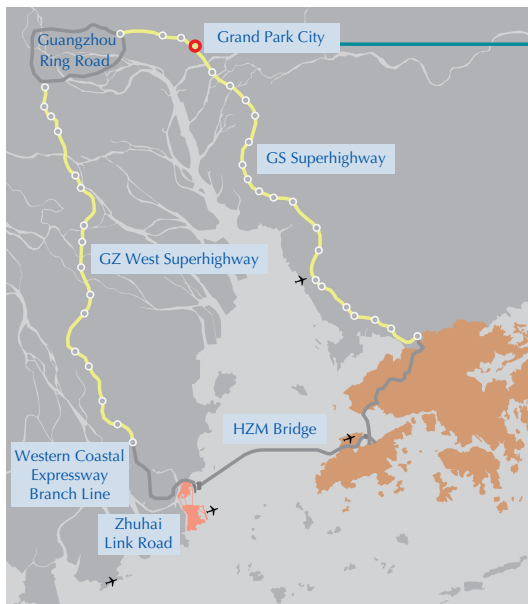 Guangzhou
Ring Road
Grand Park City
GS Superhighway
GZ West Superhighway
HZM Bridge
Western Coastal
Expressway
Branch Line
Zhuhai
Link Road